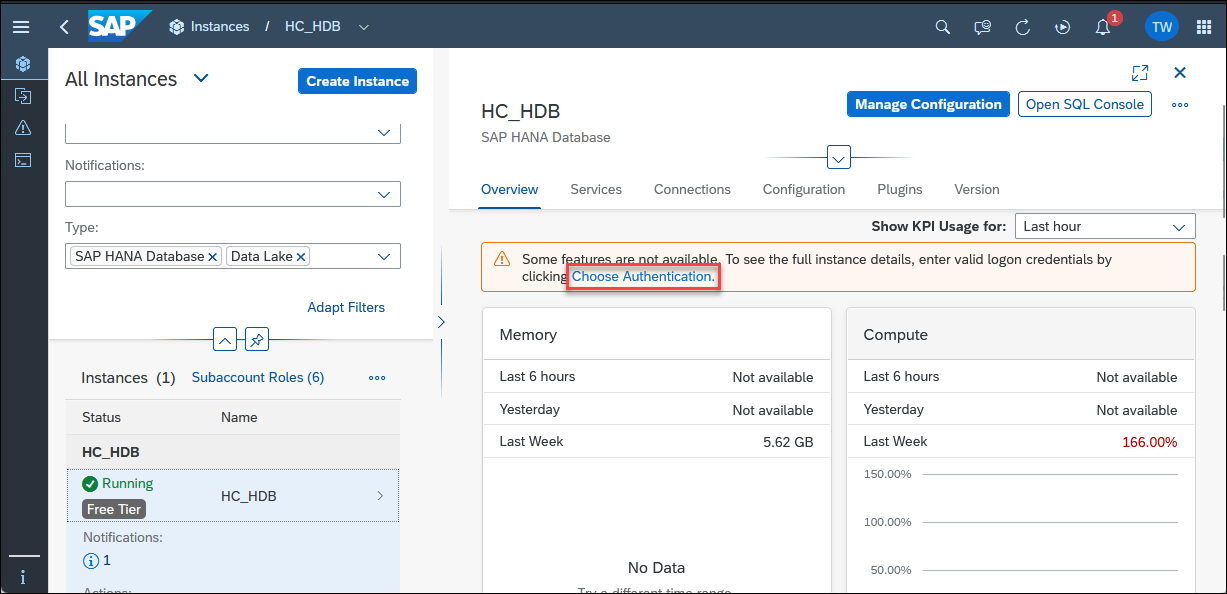 SAP Instances / HC_HDB 1 TW
All Instances Create Instance
Notifications:
Type:
SAP HANA Database Data Lake
Adapt Filters
Instances (1) Subaccount Roles (6)
Status Name
HC_HDB
Running
Free Tier
HC_HDB
Notifications:
1
Actions:
HC_HDB
SAP HANA Database
Manage Configuration Open SQL Console
Overview Services Connections Configuration Plugins Version
Show KPI Usage for: Last hour
Some features are not available. To see the full instance details, enter valid logon credentials by
clicking Choose Authentication.
Memory
Last 6 hours Not available
Yesterday Not available
Last Week 5.62 GB
No Data
Try a different time range
Compute
Last 6 hours Not available
Yesterday Not available
Last Week 166.00%
150.00%
100.00%
50.00%